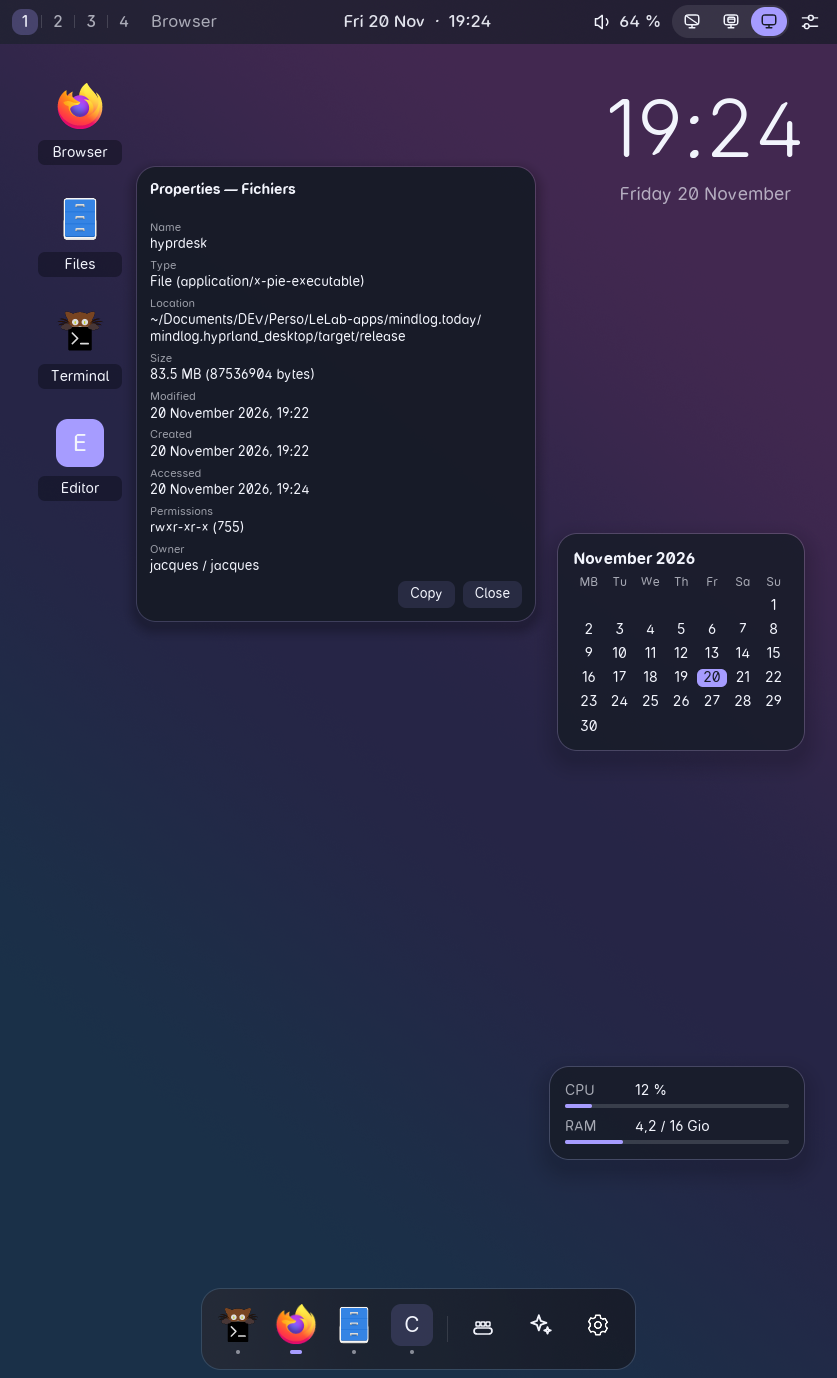 1 2 3 4 Browser
Fri 20 Nov · 19:24
64 %
19:24
Friday 20 November
Browser
Files
Terminal
E
Editor
Properties — Fichiers
Name
hyprdesk
Type
File (application/x-pie-executable)
Location
~/Documents/DEV/Perso/LeLab-apps/mindlog.today/
mindlog.hyprland_desktop/target/release
Size
83.5 MB (87536904 bytes)
Modified
20 November 2026, 19:22
Created
20 November 2026, 19:22
Accessed
20 November 2026, 19:24
Permissions
rwxr-xr-x (755)
Owner
jacques / jacques
Copy Close
November 2026
MB Tu We Th Fr Sa Su
1
2 3 4 5 6 7 8
9 10 11 12 13 14 15
16 17 18 19 20 21 22
23 24 25 26 27 28 29
30
CPU 12 %
RAM 4,2 / 16 Gio
C